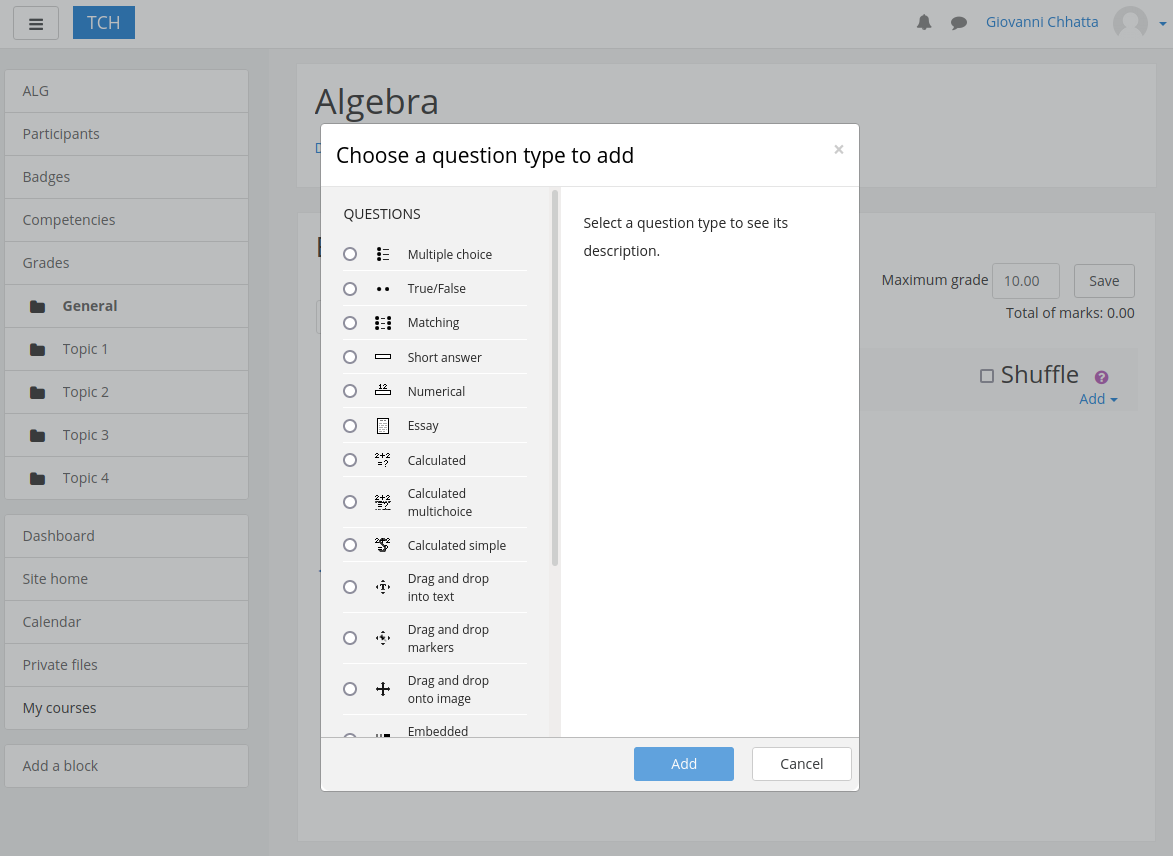 TCH
Giovanni Chhatta
ALG
Participants
Badges
Competencies
Grades
General
Topic 1
Topic 2
Topic 3
Topic 4
Dashboard
Site home
Calendar
Private files
My courses
Add a block
Algebra
Maximum grade 10.00 Save
Total of marks: 0.00
Shuffle ?
Add
Choose a question type to add ×
QUESTIONS
Multiple choice
True/False
Matching
Short answer
Numerical
Essay
Calculated
Calculated
multichoice
Calculated simple
Drag and drop
into text
Drag and drop
markers
Drag and drop
onto image
Embedded
Select a question type to see its
description.
Add Cancel